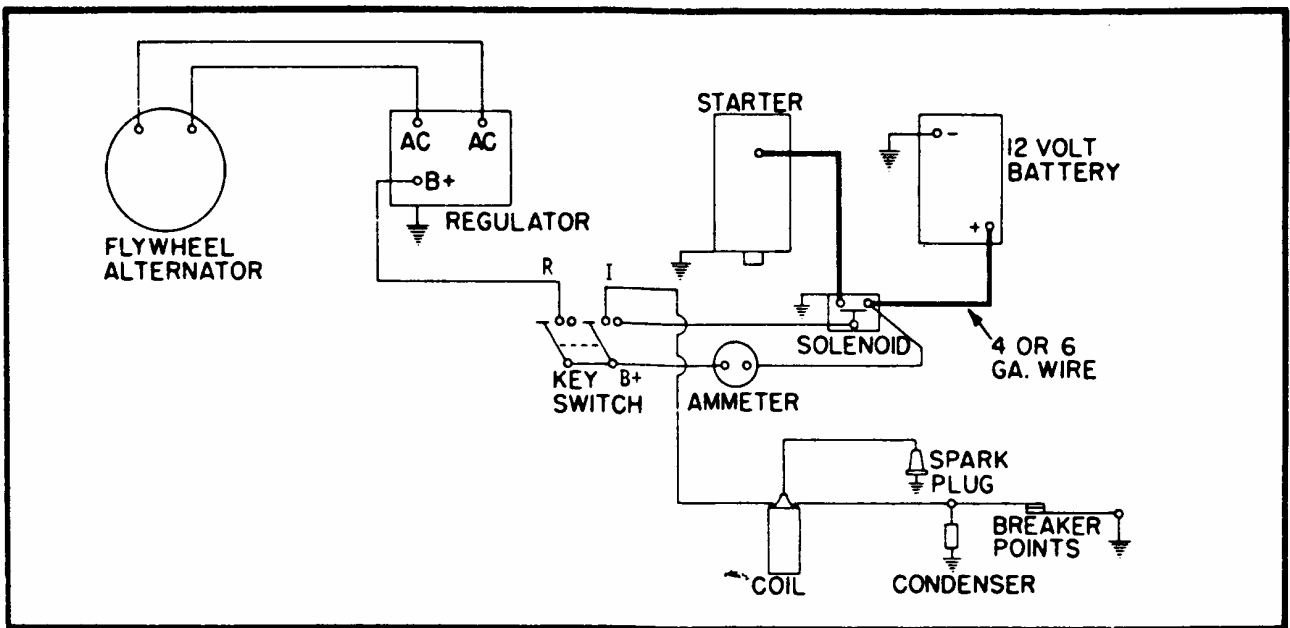 STARTER
AC AC
B+
REGULATOR
FLYWHEEL
ALTERNATOR
-
12 VOLT
BATTERY
+
R I
SOLENOID
4 OR 6
GA. WIRE
KEY B+
SWITCH
AMMETER
SPARK
PLUG
BREAKER
POINTS
COIL
CONDENSER